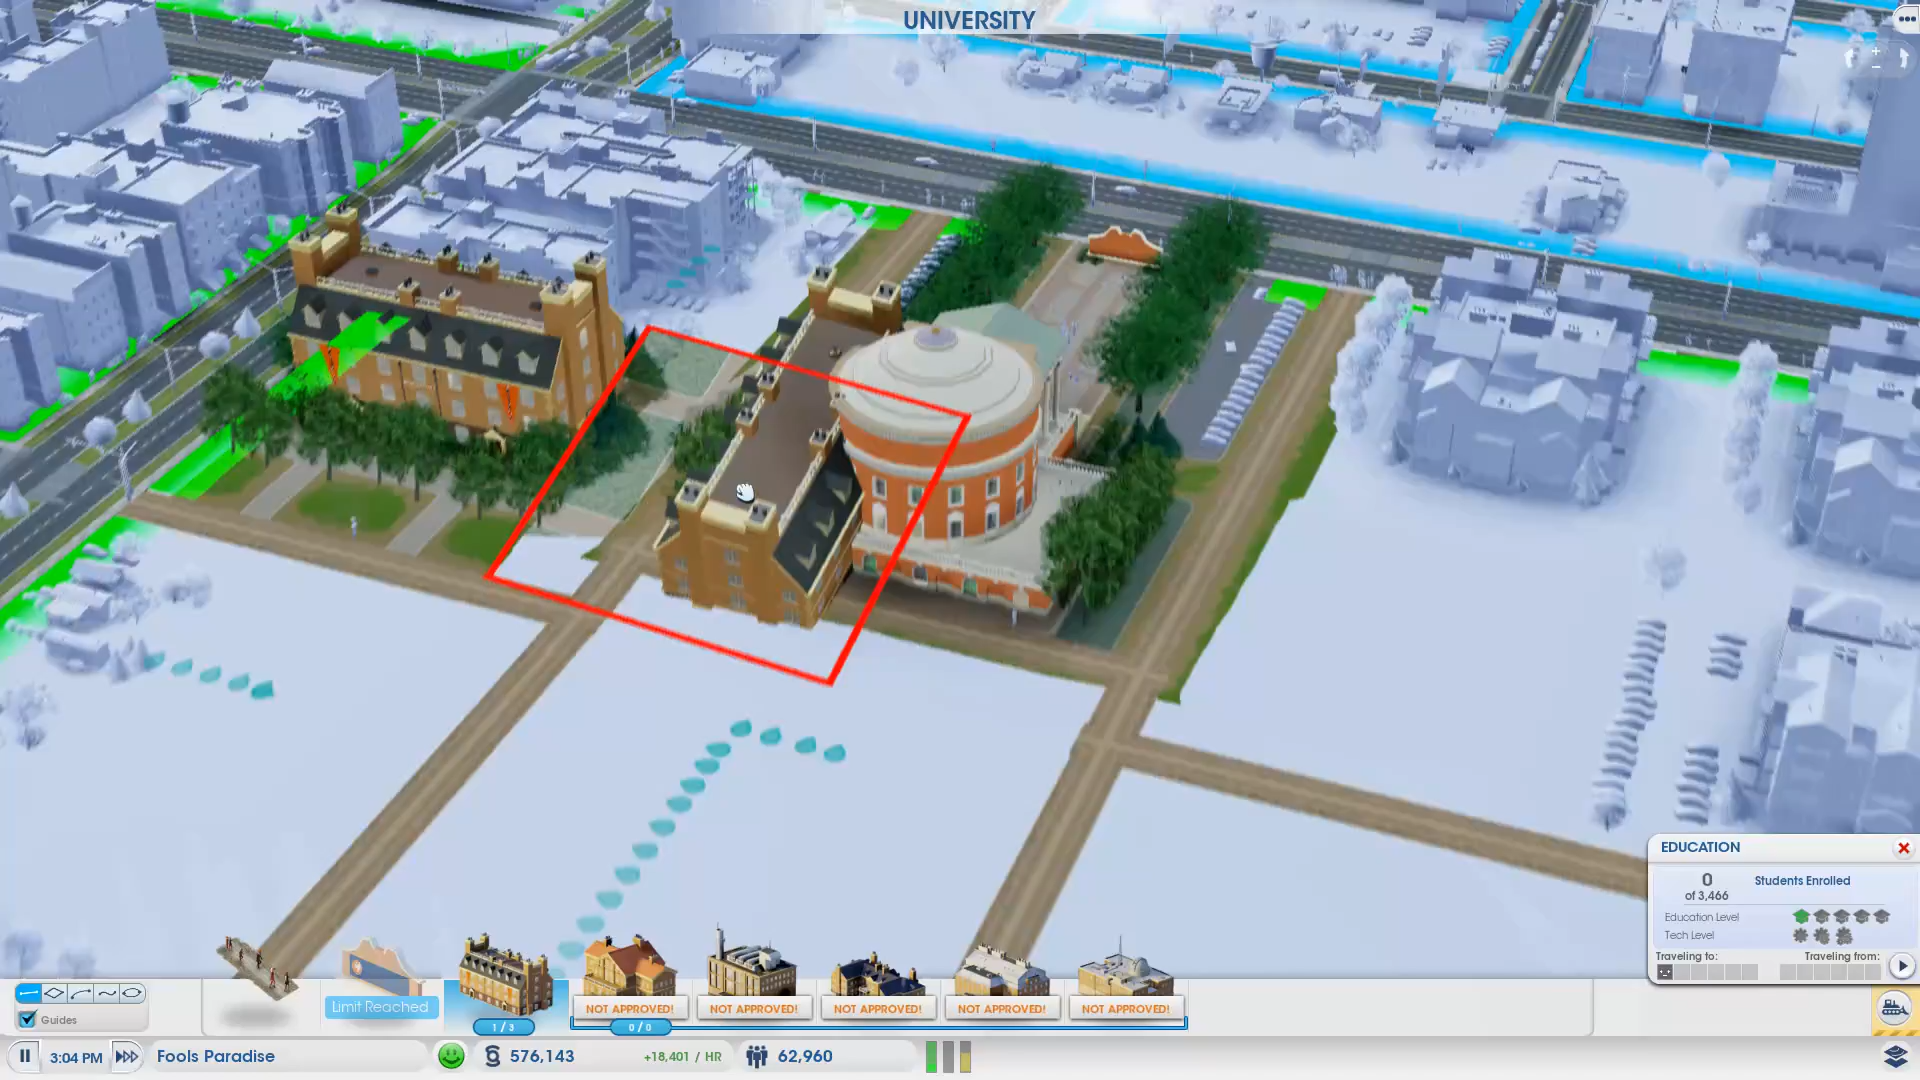 UNIVERSITY
EDUCATION
0
of 3,466
Students Enrolled
Education Level
Tech Level
Traveling to:
Traveling from:
Limit Reached
1 / 3
NOT APPROVED!
0 / 0
NOT APPROVED!
NOT APPROVED!
NOT APPROVED!
NOT APPROVED!
Guides
3:04 PM
Fools Paradise
576,143
+18,401 / HR
62,960